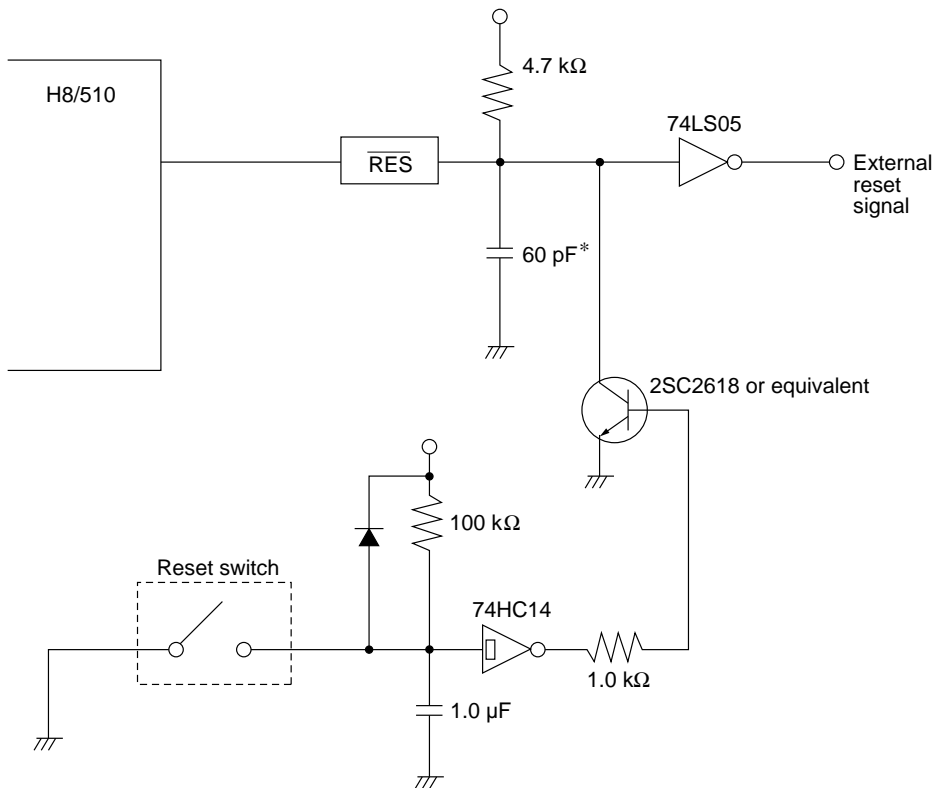 4.7 kΩ
H8/510
74LS05
RES
External
reset
signal
60 pF*
2SC2618 or equivalent
100 kΩ
Reset switch
74HC14
1.0 kΩ
1.0 µF